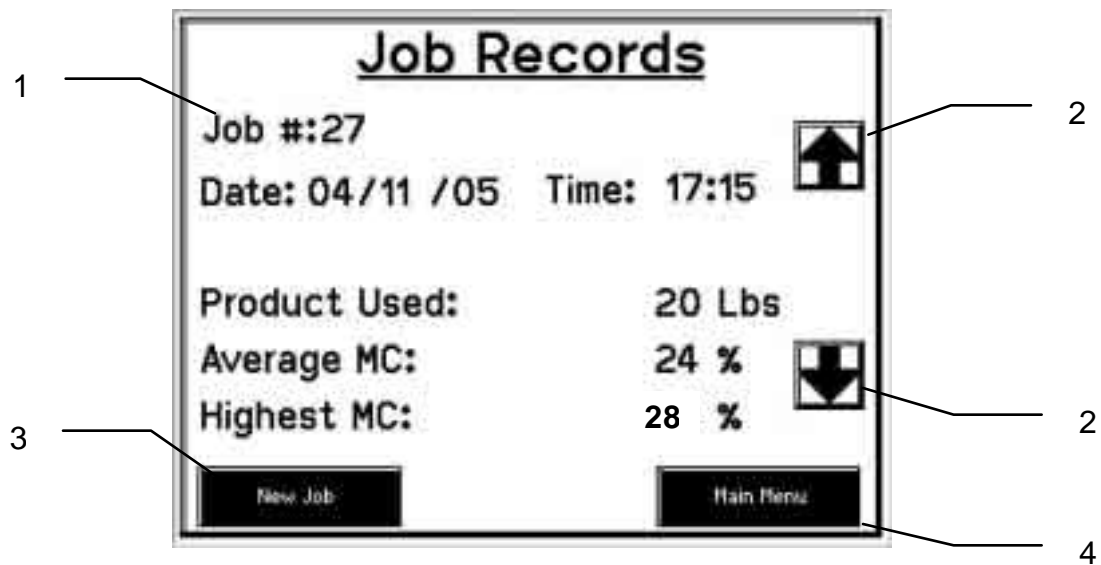 Job Records
1
2
Job #:27
Date: 04/11 /05 Time: 17:15
Product Used: 20 Lbs
Average MC: 24 %
Highest MC: 28 %
2
3
New Job
Main Menu
4